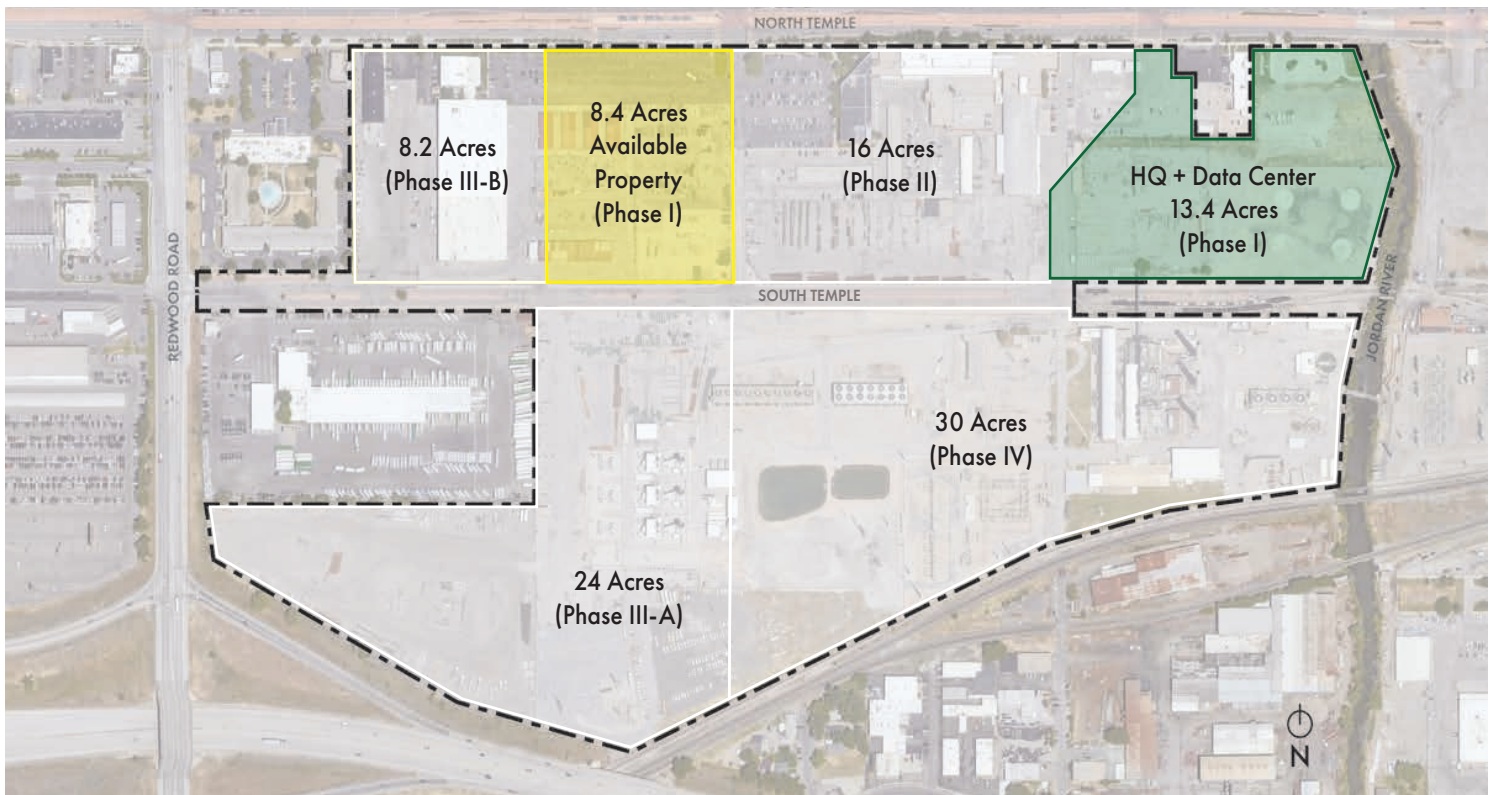 NORTH TEMPLE
8.2 Acres
(Phase III-B)
8.4 Acres
Available
Property
(Phase I)
16 Acres
(Phase II)
HQ + Data Center
13.4 Acres
(Phase I)
REDWOOD ROAD
SOUTH TEMPLE
JORDAN RIVER
30 Acres
(Phase IV)
24 Acres
(Phase III-A)
N